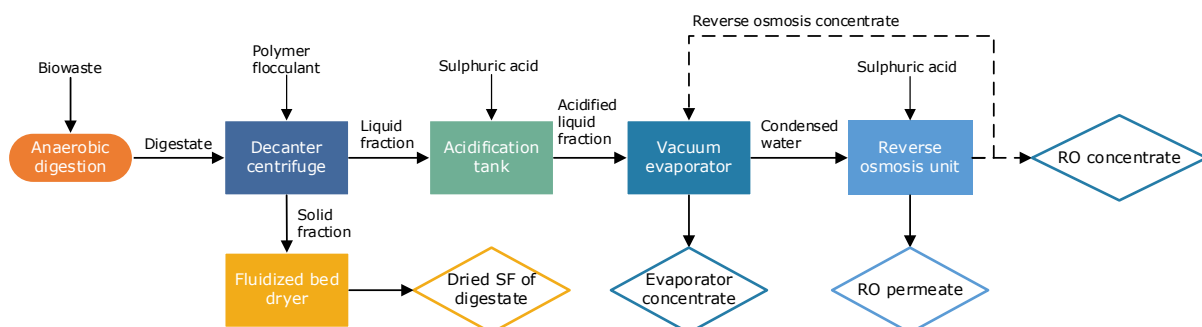 Reverse osmosis concentrate
Biowaste
Polymer
flocculant
Sulphuric acid
Sulphuric acid
Anaerobic
digestion
Digestate
Decanter
centrifuge
Liquid
fraction
Acidification
tank
Acidified
liquid
fraction
Vacuum
evaporator
Condensed
water
Reverse
osmosis unit
RO concentrate
Solid
fraction
Fluidized bed
dryer
Dried SF of
digestate
Evaporator
concentrate
RO permeate